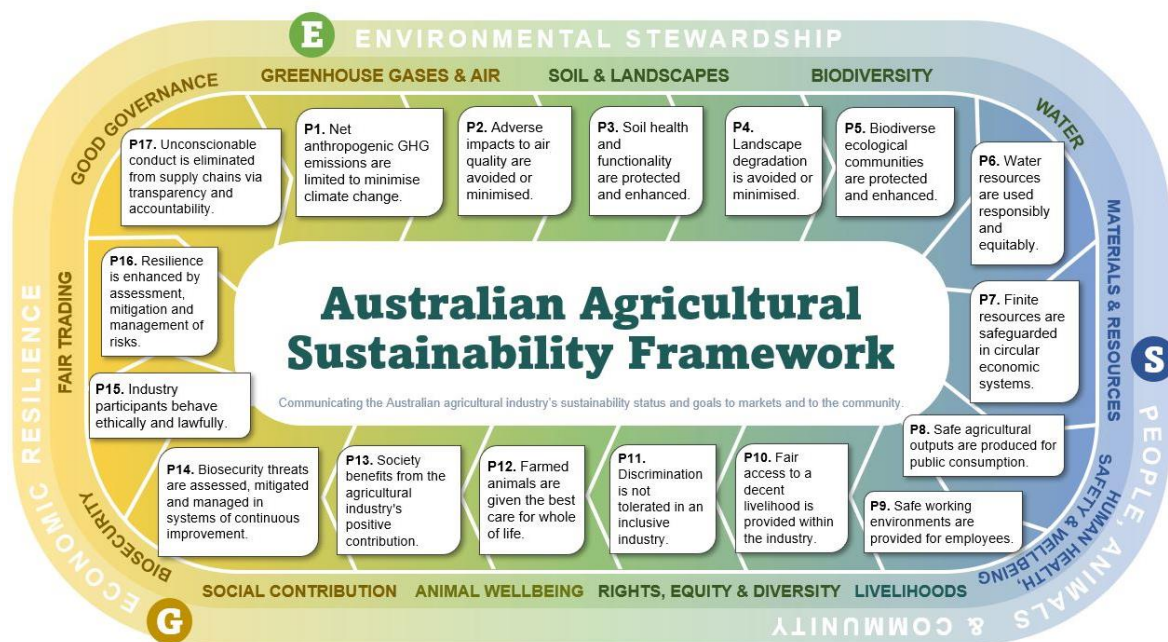 E ENVIRONMENTAL STEWARDSHIP
GREENHOUSE GASES & AIR
SOIL & LANDSCAPES
BIODIVERSITY
WATER
MATERIALS & RESOURCES
S
PEOPLE, ANIMALS & COMMUNITY
HUMAN HEALTH,
SAFETY & WELLBEING
LIVELIHOODS
RIGHTS, EQUITY & DIVERSITY
ANIMAL WELLBEING
SOCIAL CONTRIBUTION
G
ECONOMIC RESILIENCE
BIOSECURITY
FAIR TRADING
GOOD GOVERNANCE
P17. Unconscionable
conduct is eliminated
from supply chains via
transparency and
accountability.
P1. Net
anthropogenic GHG
emissions are
limited to minimise
climate change.
P2. Adverse
impacts to air
quality are
avoided or
minimised.
P3. Soil health
and
functionality
are protected
and enhanced.
P4.
Landscape
degradation
is avoided or
minimised.
P5. Biodiverse
ecological
communities
are protected
and enhanced.
P6. Water
resources
are used
responsibly
and
equitably.
P7. Finite
resources are
safeguarded
in circular
economic
systems.
P8. Safe agricultural
outputs are produced for
public consumption.
P9. Safe working
environments are
provided for employees.
P10. Fair
access to a
decent
livelihood is
provided within
the industry.
P11.
Discrimination
is not
tolerated in an
inclusive
industry.
P12. Farmed
animals are
given the best
care for whole
of life.
P13. Society
benefits from the
agricultural
industry's
positive
contribution.
P14. Biosecurity threats
are assessed, mitigated
and managed in
systems of continuous
improvement.
P15. Industry
participants behave
ethically and lawfully.
P16. Resilience
is enhanced by
assessment,
mitigation and
management of
risks.
Australian Agricultural
Sustainability Framework
Communicating the Australian agricultural industry's sustainability status and goals to markets and to the community.